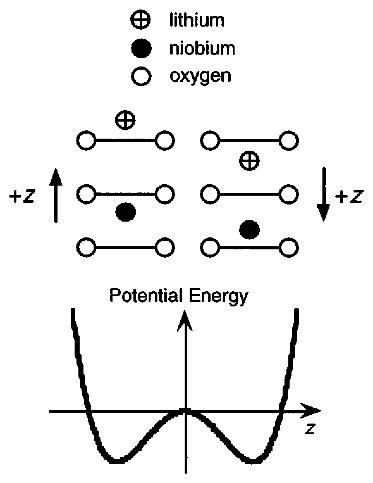 lithium
niobium
oxygen
+z
+z
Potential Energy
z